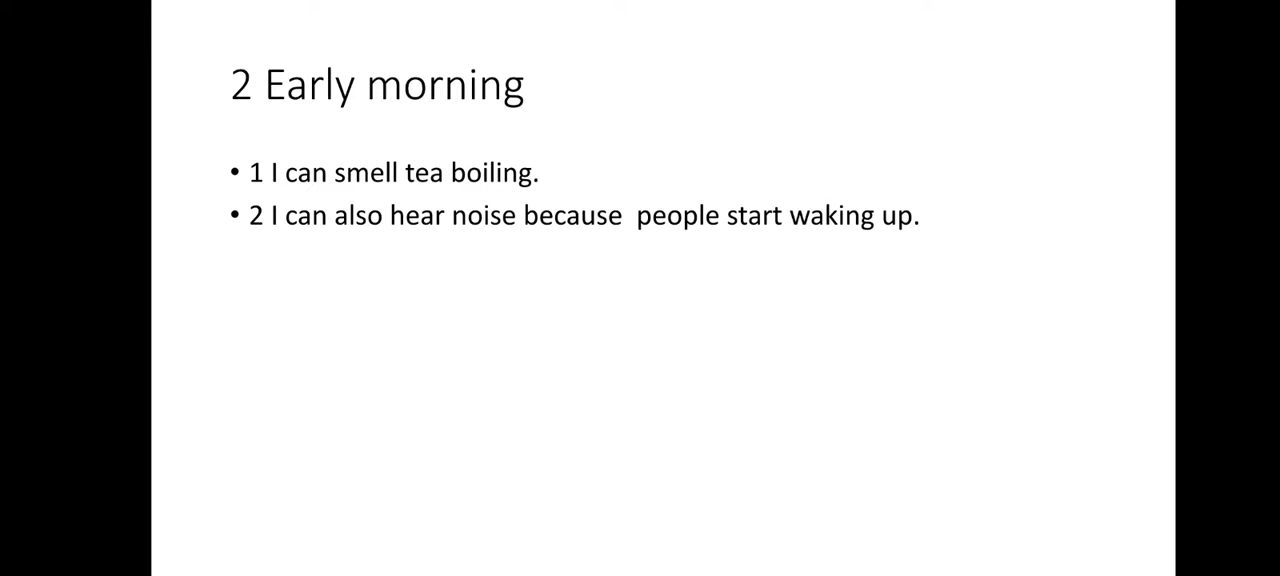 2 Early morning
• 1 I can smell tea boiling.
• 2 I can also hear noise because  people start waking up.